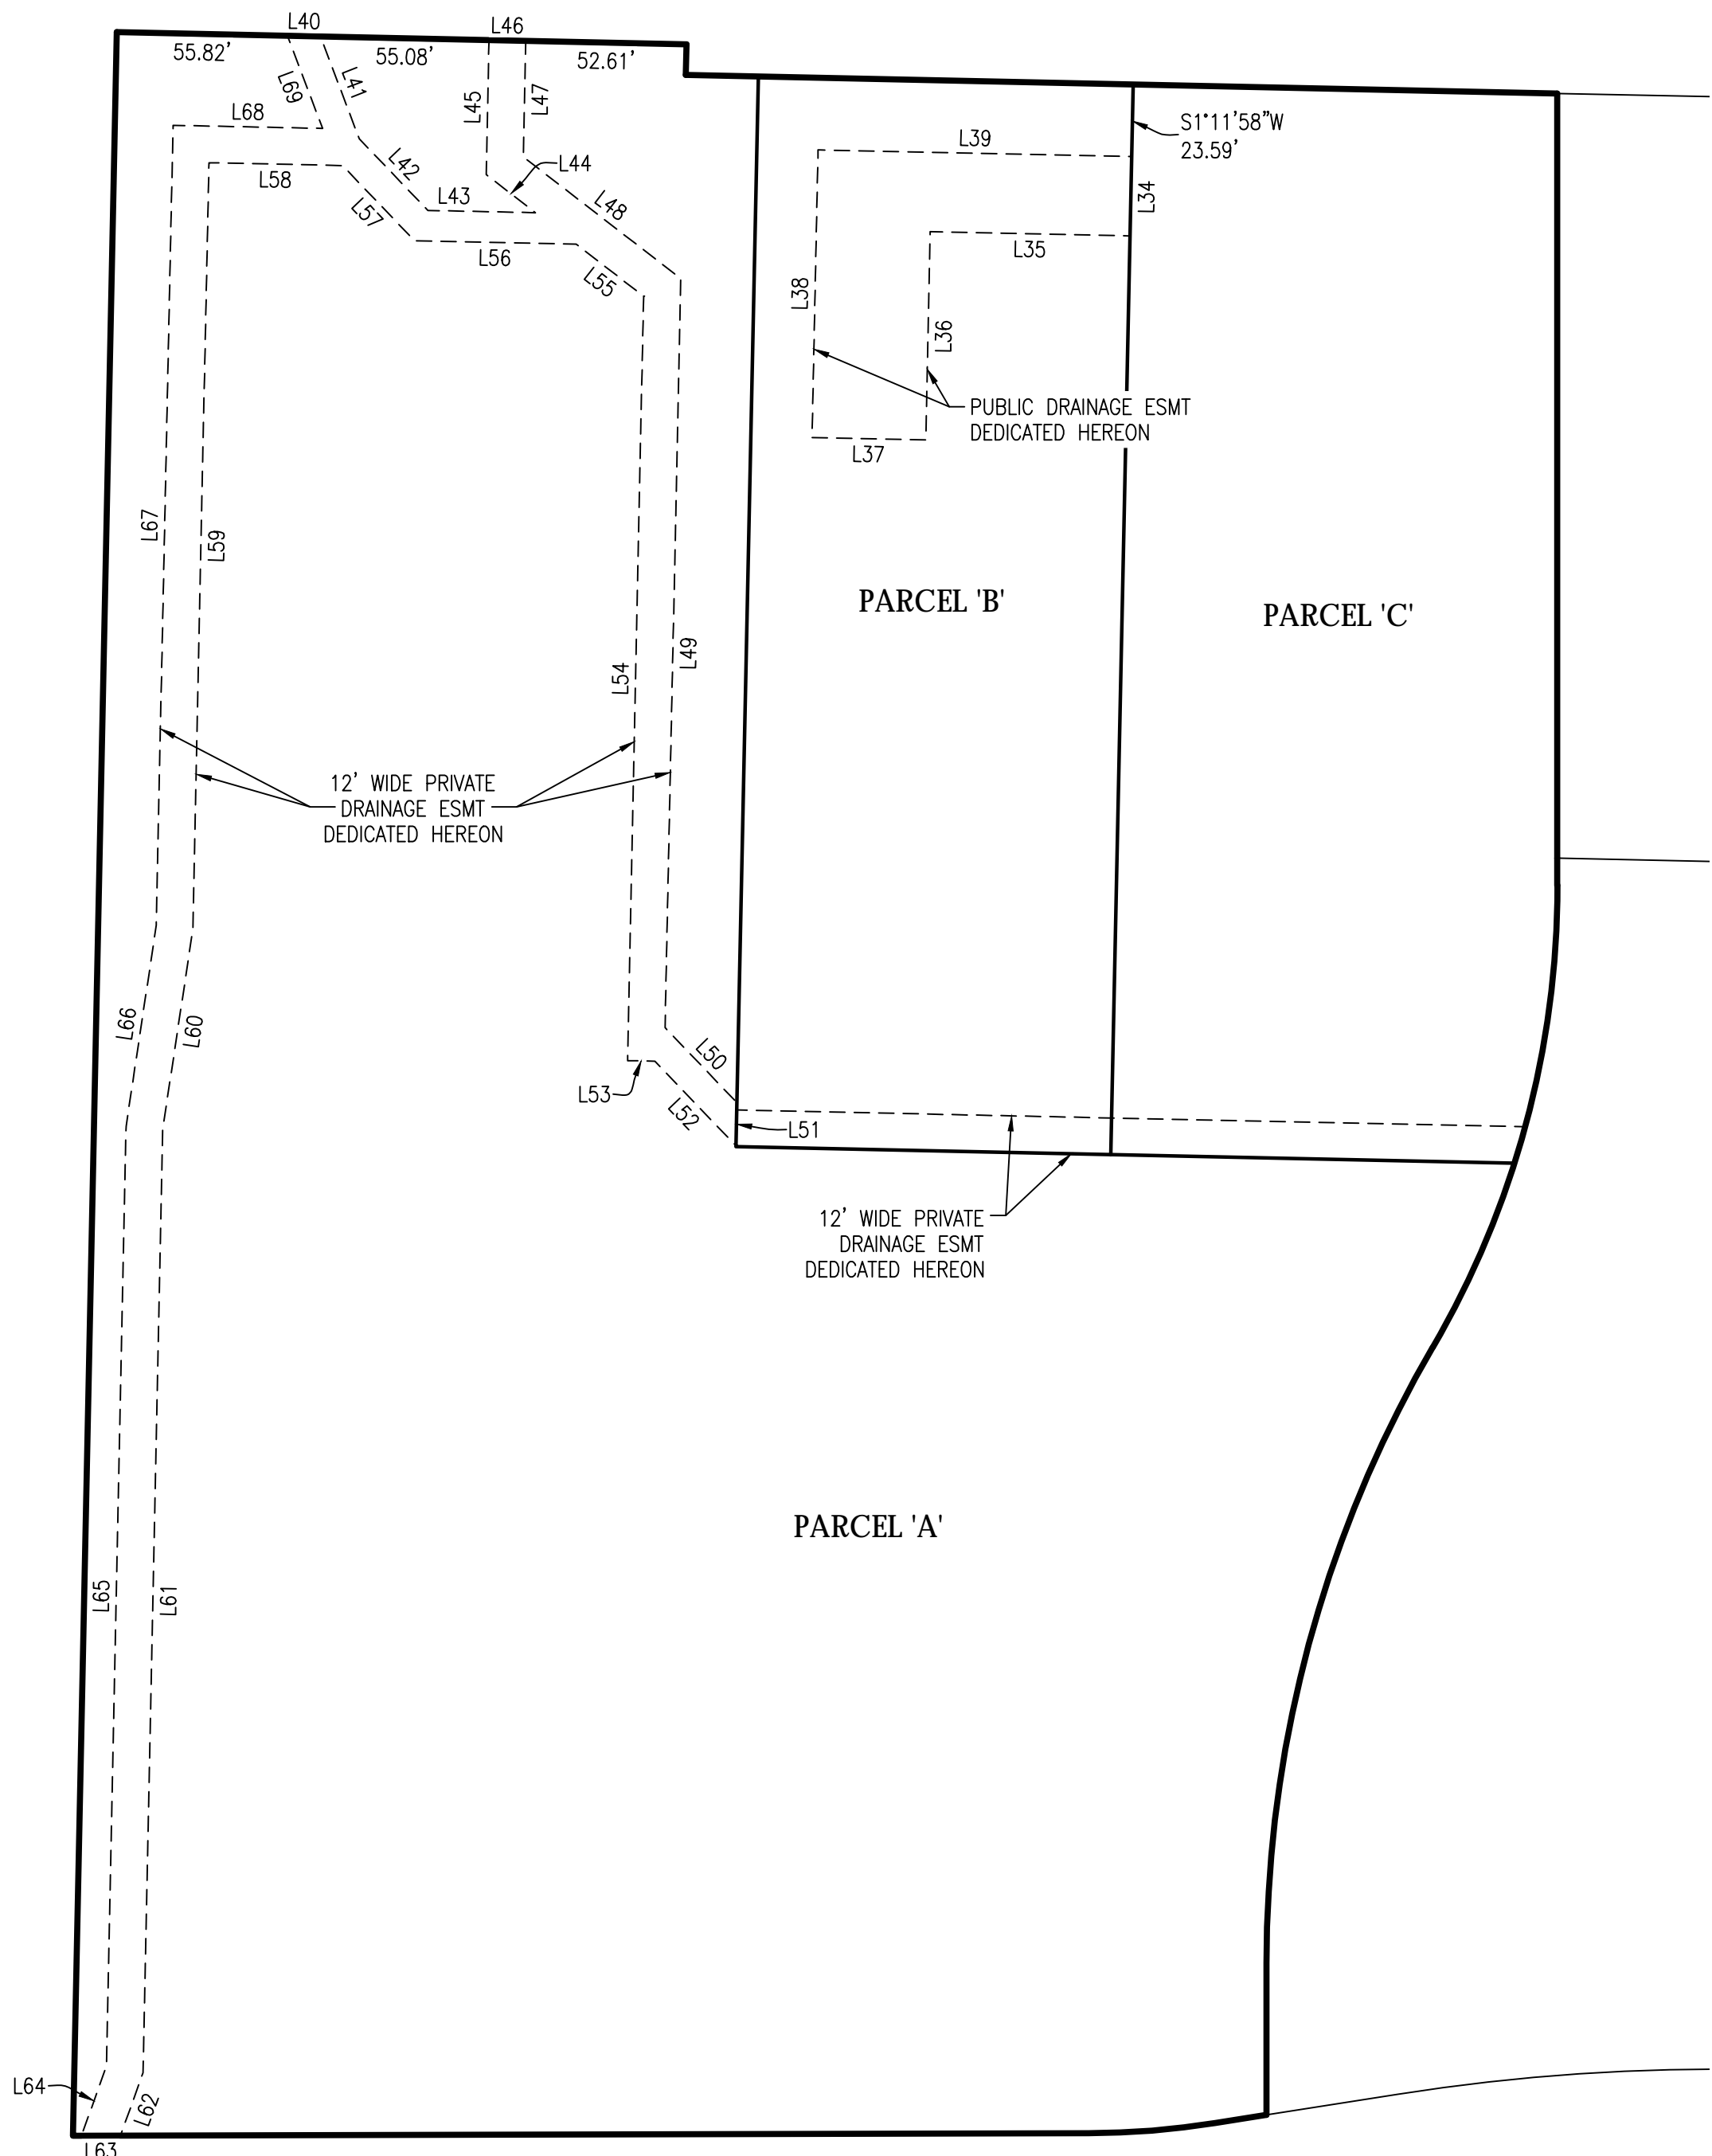 L40
L46
55.82'
55.08'
52.61'
L69
L41
L45
L47
L68
S1°11'58"W
23.59'
L39
L44
L42
L58
L43
L34
L57
L48
L56
L35
L55
L38
L36
PUBLIC DRAINAGE ESMT
DEDICATED HEREON
L37
L67
L59
PARCEL 'B'
PARCEL 'C'
L54
L49
12' WIDE PRIVATE
DRAINAGE ESMT
DEDICATED HEREON
L66
L60
L50
L53
L52
L51
12' WIDE PRIVATE
DRAINAGE ESMT
DEDICATED HEREON
PARCEL 'A'
L65
L61
L64
L62
L63